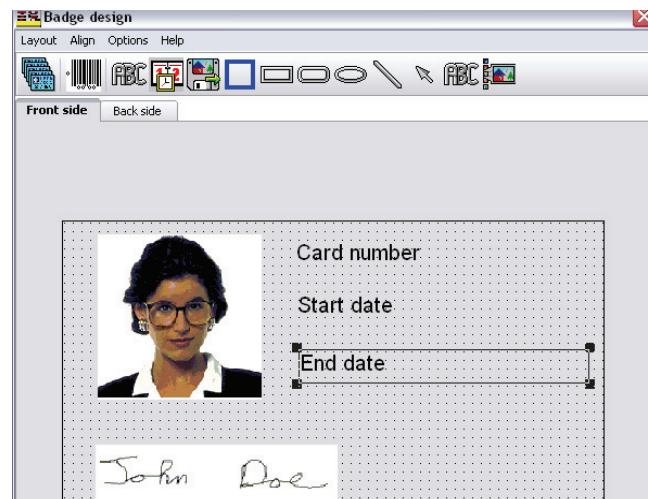 Badge design
Layout Align Options Help
ABC ABC
Front side Back side
Card number
Start date
End date
John Doe